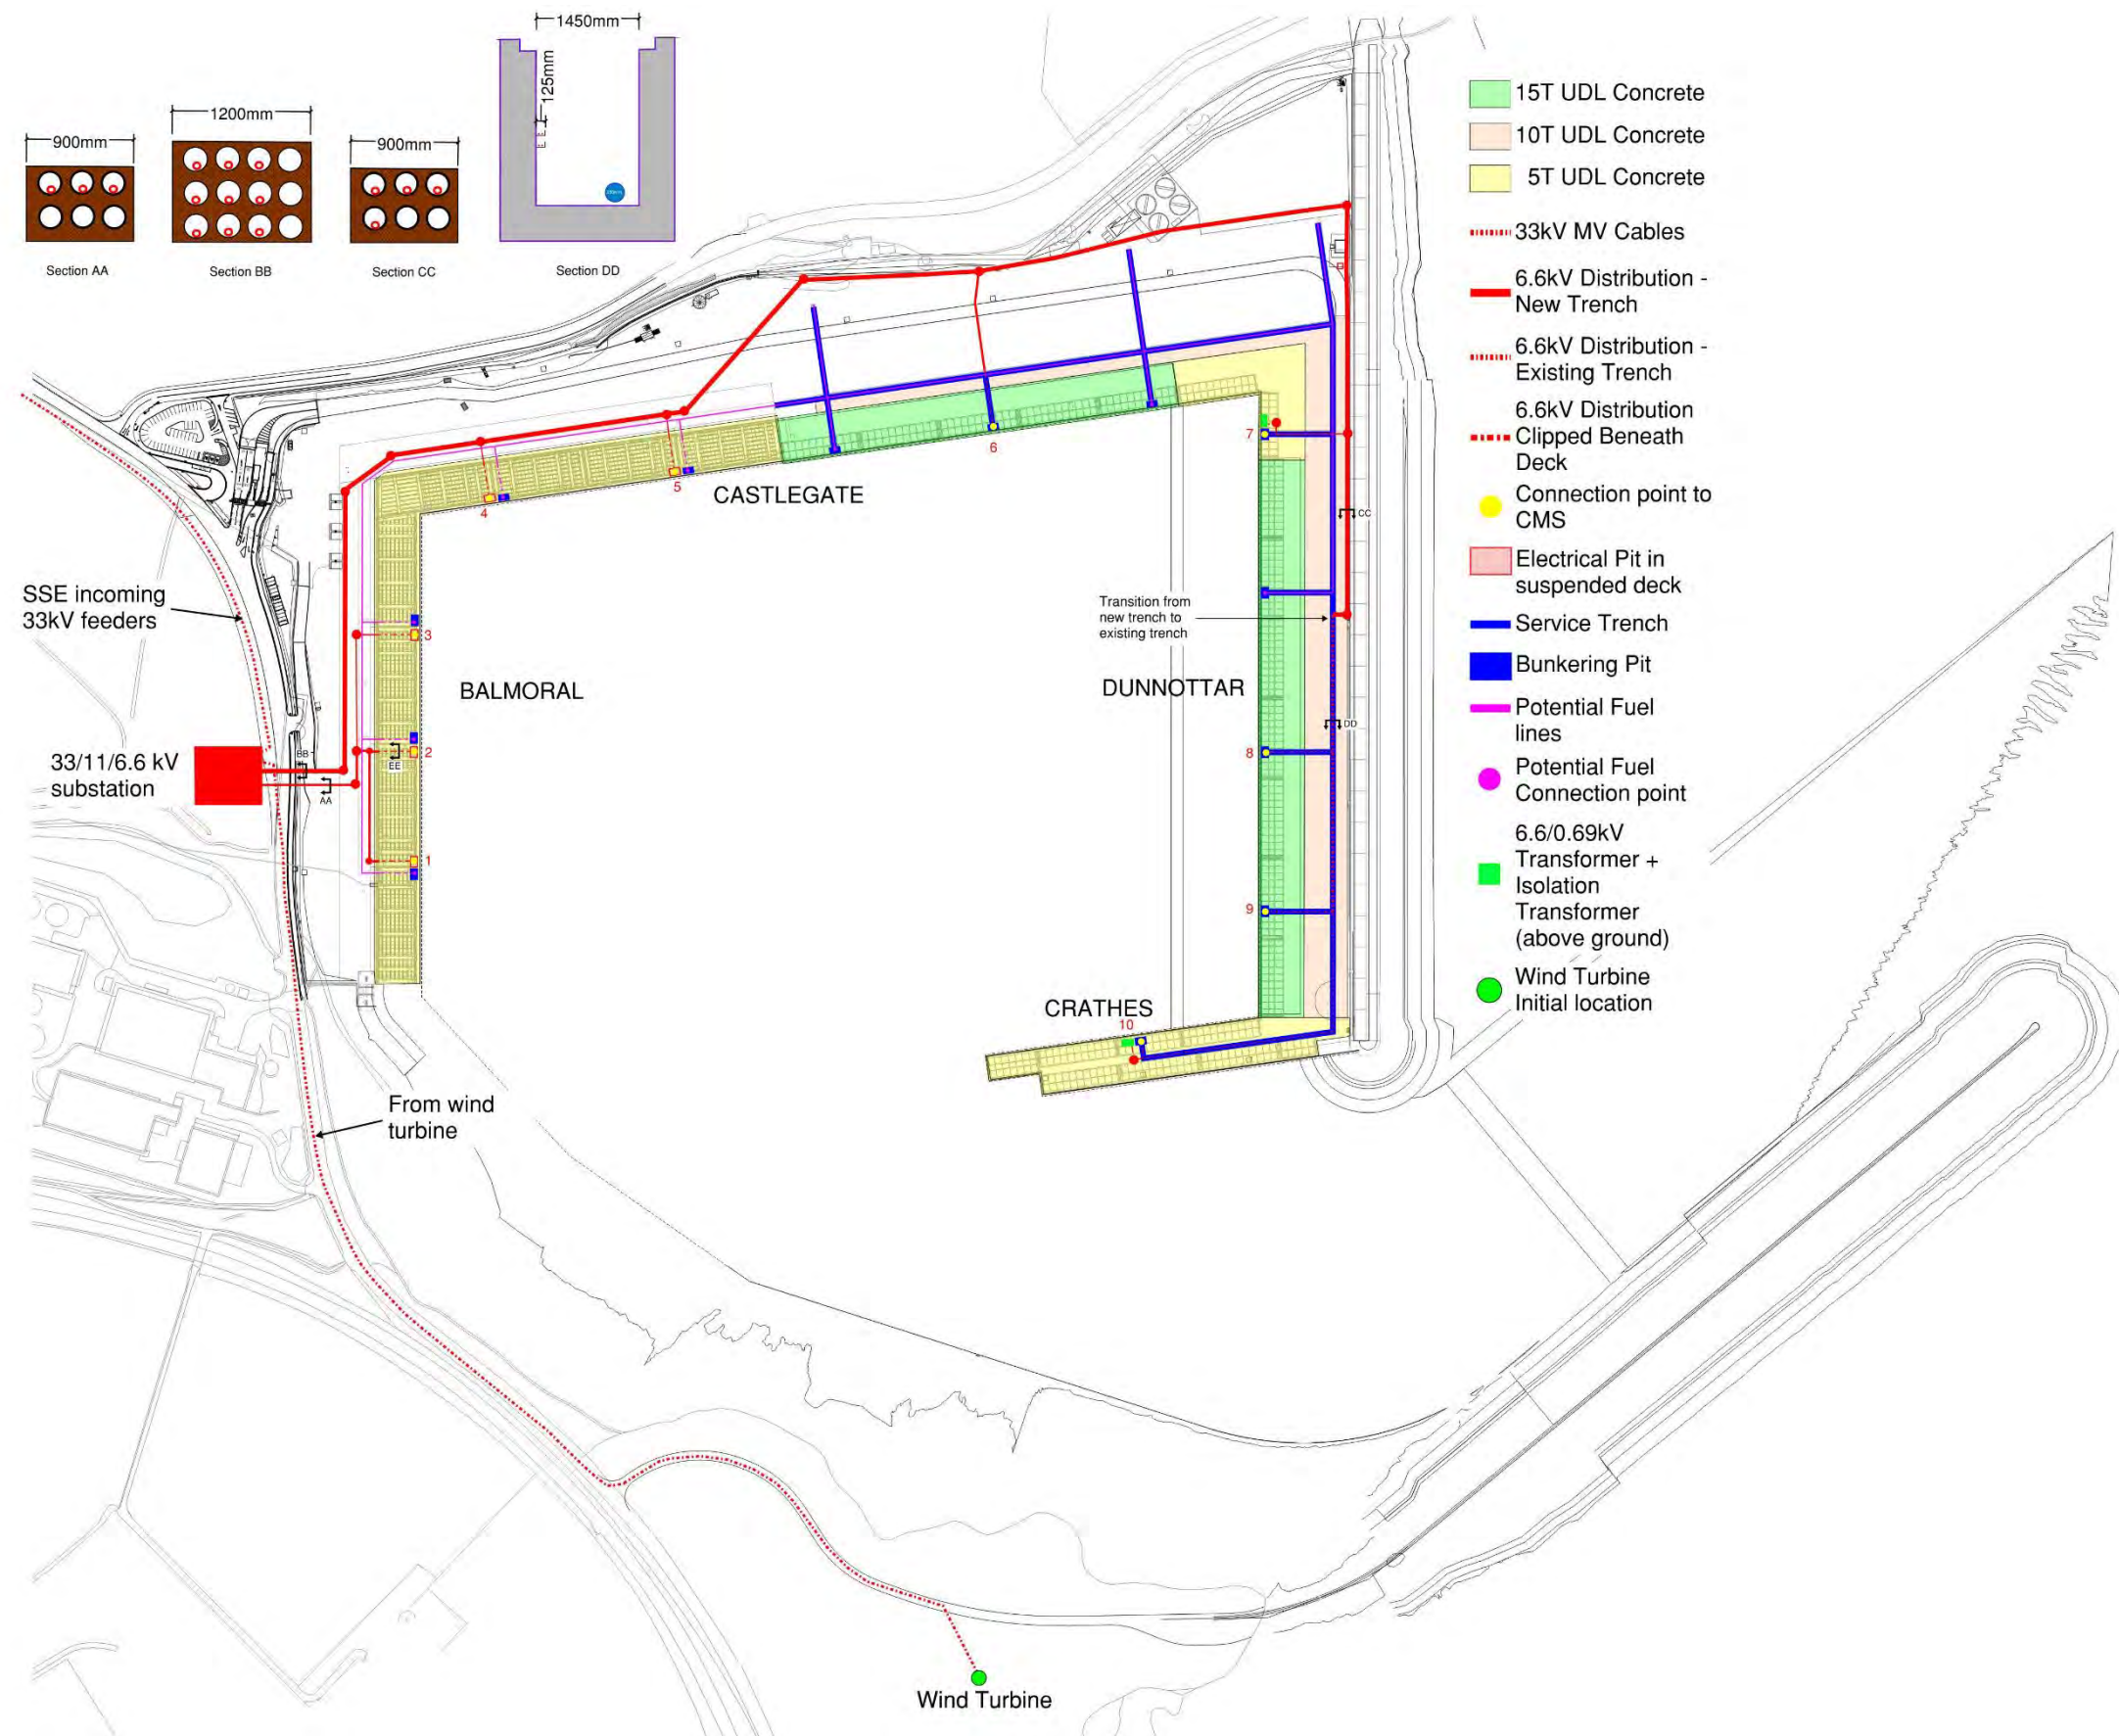 1450mm
125mm
1200mm
900mm
900mm
Section AA
Section BB
Section CC
Section DD
15T UDL Concrete
10T UDL Concrete
5T UDL Concrete
33kV MV Cables
6.6kV Distribution -
New Trench
6.6kV Distribution -
Existing Trench
6.6kV Distribution
Clipped Beneath
Deck
Connection point to
CMS
Electrical Pit in
suspended deck
Service Trench
Bunkering Pit
Potential Fuel
lines
Potential Fuel
Connection point
6.6/0.69kV
Transformer +
Isolation
Transformer
(above ground)
Wind Turbine
Initial location
6
7
5
CASTLEGATE
4
CC
SSE incoming
33kV feeders
Transition from
new trench to
existing trench
3
BALMORAL
DUNNOTTAR
DD
33/11/6.6 kV
substation
BB
2
EE
AA
8
1
9
CRATHES
10
From wind
turbine
Wind Turbine